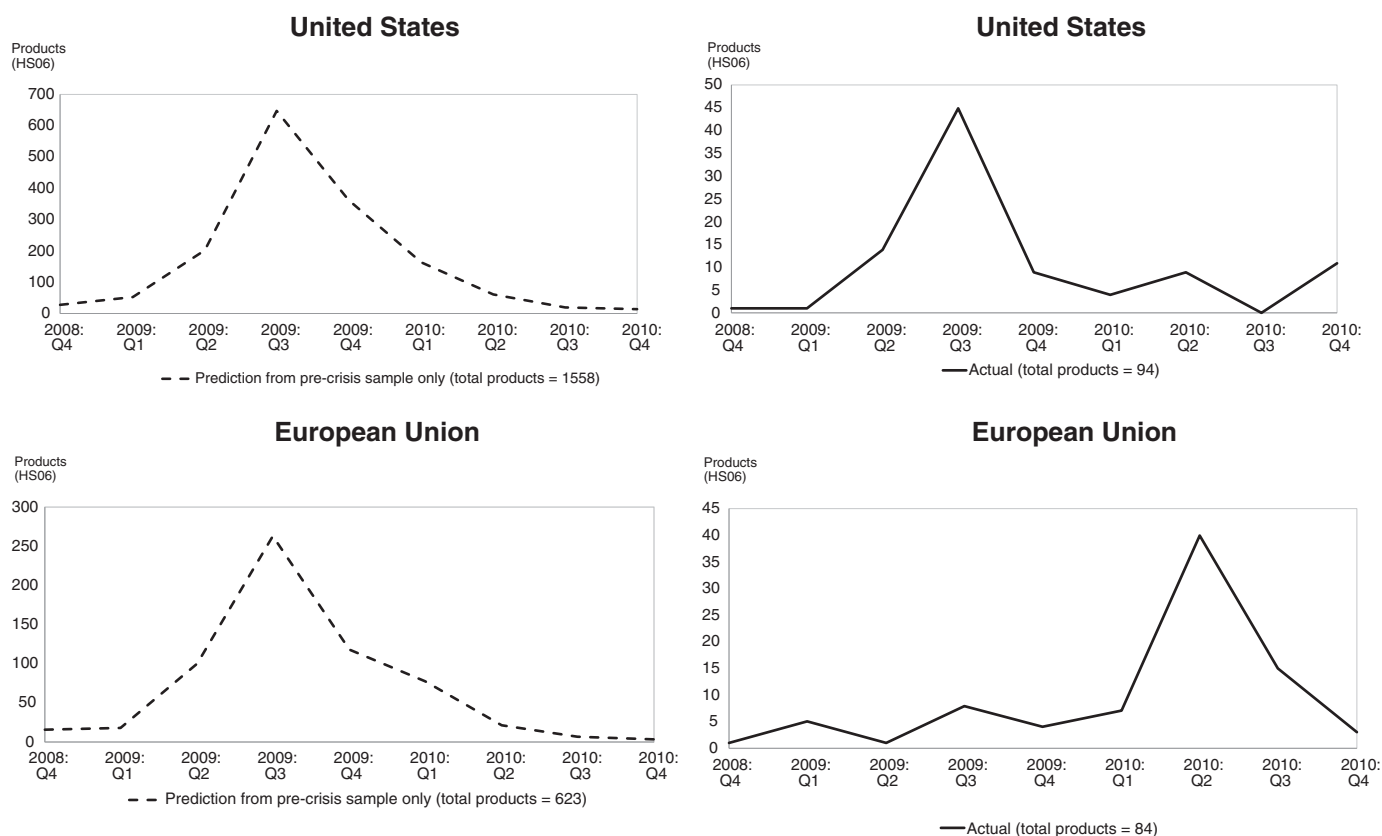 United States
Products
(HS06)
700
600
500
400
300
200
100
0
2008: 2009: 2009: 2009: 2009: 2010: 2010: 2010: 2010:
Q4 Q1 Q2 Q3 Q4 Q1 Q2 Q3 Q4
Prediction from pre-crisis sample only (total products = 1558)
United States
Products
(HS06)
50
45
40
35
30
25
20
15
10
5
0
2008: 2009: 2009: 2009: 2009: 2010: 2010: 2010: 2010:
Q4 Q1 Q2 Q3 Q4 Q1 Q2 Q3 Q4
Actual (total products = 94)
European Union
Products
(HS06)
300
250
200
150
100
50
0
2008: 2009: 2009: 2009: 2009: 2010: 2010: 2010: 2010:
Q4 Q1 Q2 Q3 Q4 Q1 Q2 Q3 Q4
Prediction from pre-crisis sample only (total products = 623)
European Union
Products
(HS06)
45
40
35
30
25
20
15
10
5
0
2008: 2009: 2009: 2009: 2009: 2010: 2010: 2010: 2010:
Q4 Q1 Q2 Q3 Q4 Q1 Q2 Q3 Q4
Actual (total products = 84)